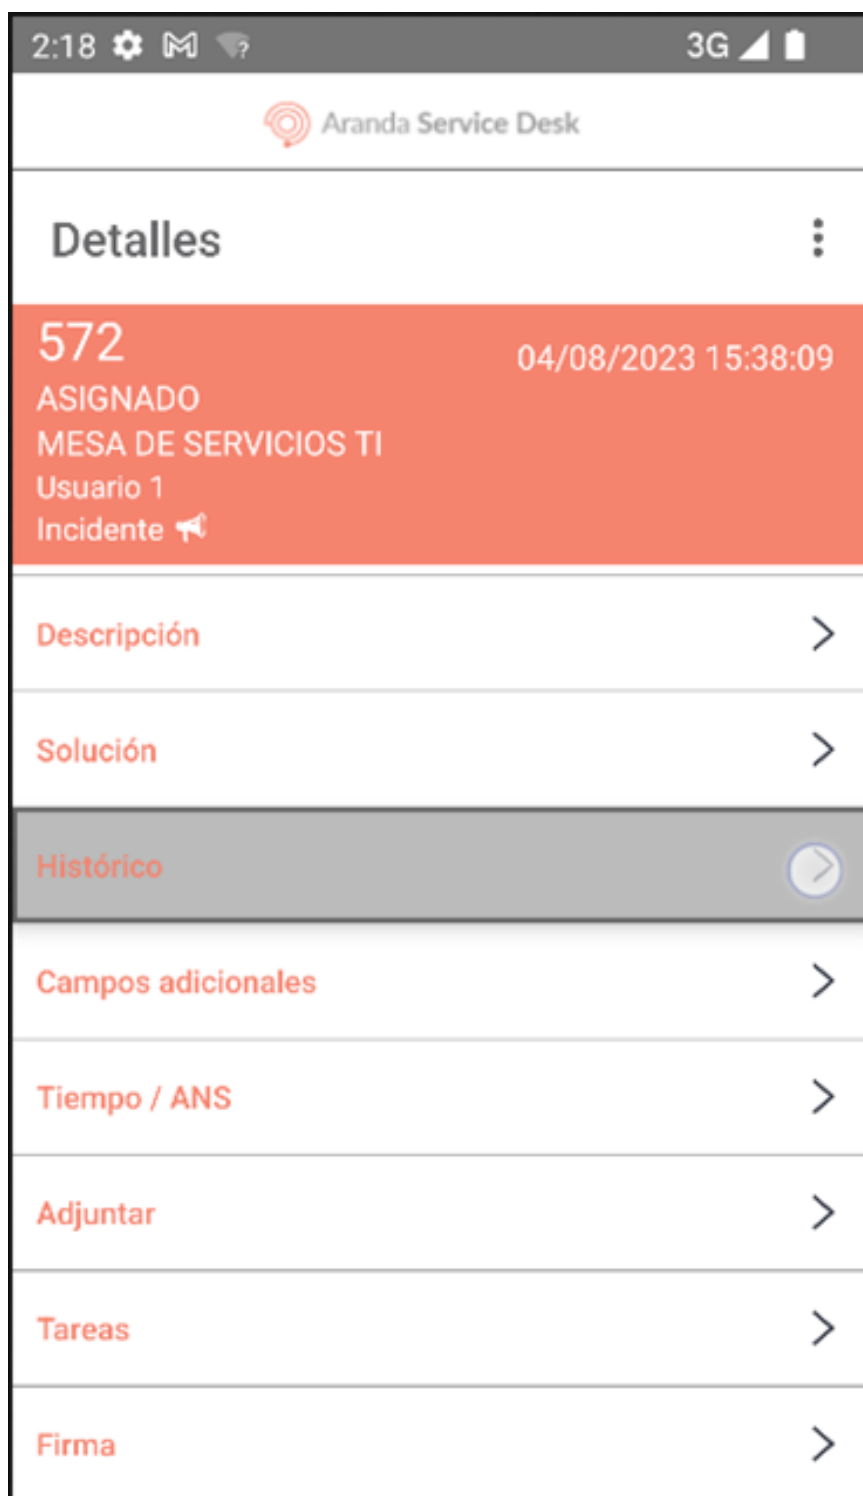 2:18 3G
Aranda Service Desk
Detalles
572
04/08/2023 15:38:09
ASIGNADO
MESA DE SERVICIOS TI
Usuario 1
Incidente
Descripción
Solución
Histórico
Campos adicionales
Tiempo / ANS
Adjuntar
Tareas
Firma